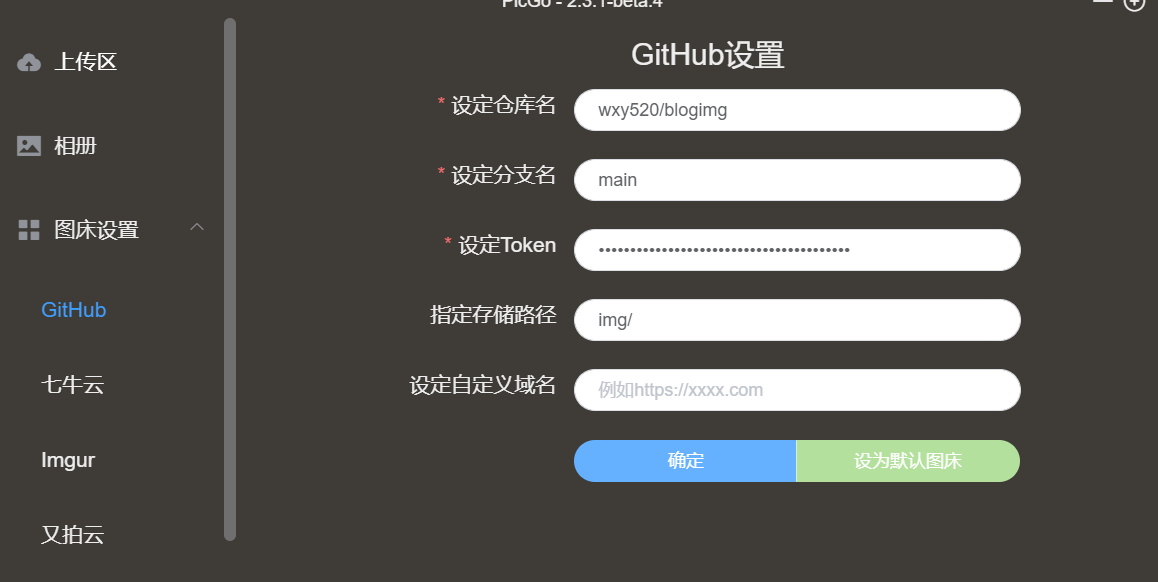 PicGo - 2.3.1-beta.4
上传区
相册
图床设置
GitHub
七牛云
Imgur
又拍云
GitHub设置
* 设定仓库名
wxy520/blogimg
* 设定分支名
main
* 设定Token
••••••••••••••••••••••••••••••••••••••••
指定存储路径
img/
设定自定义域名
例如https://xxxx.com
确定
设为默认图床